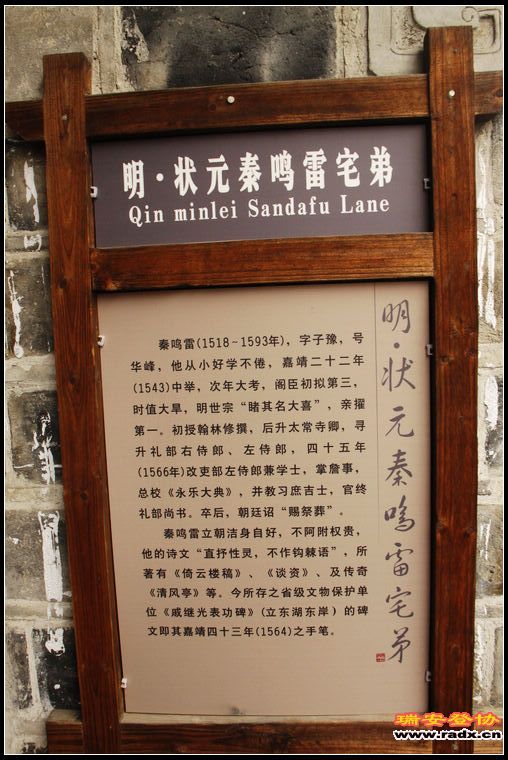 明·状元秦鸣雷宅弟
Qin minlei Sandafu Lane
秦鸣雷(1518~1593年)，字子豫，号
华峰，他从小好学不倦，嘉靖二十二年
(1543)中举，次年大考，阁臣初拟第三，
时值大旱，明世宗“睹其名大喜”，亲擢
第一。初授翰林修撰，后升太常寺卿，寻
升礼部右侍郎、左侍郎，四十五年
(1566年)改吏部左侍郎兼学士，掌詹事，
总校《永乐大典》，并教习庶吉士，官终
礼部尚书。卒后，朝廷诏“赐祭葬”。
秦鸣雷立朝洁身自好，不阿附权贵，
他的诗文“直抒性灵，不作钩棘语”，所
著有《倚云楼稿》、《谈资》、及传奇
《清风亭》等。今所存之省级文物保护单
位《戚继光表功碑》(立东湖东岸）的碑
文即其嘉靖四十三年(1564)之手笔。
明·状元秦鸣雷宅弟
瑞安登协
www.radx.cn